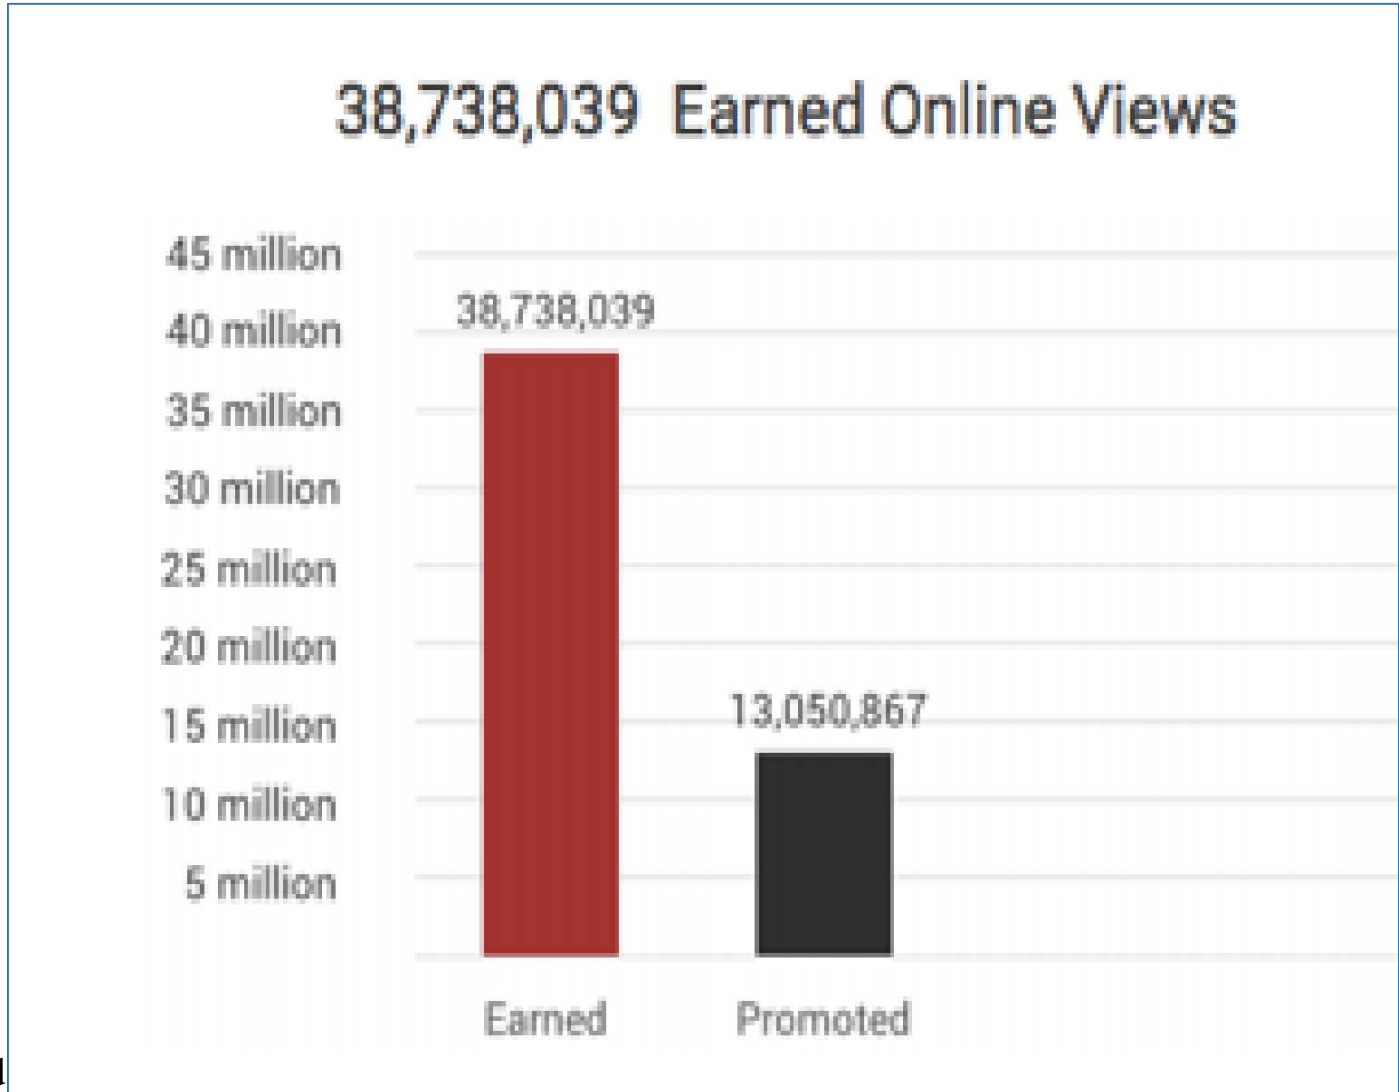 38,738,039 Earned Online Views
45 million
38,738,039
40 million
35 million
30 million
25 million
20 million
13,050,867
15 million
10 million
5 million
Earned Promoted